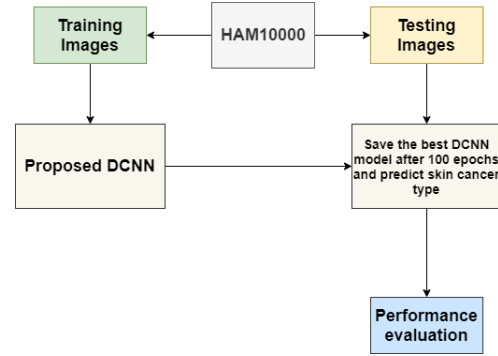 Training
Images
HAM10000
Testing
Images
Proposed DCNN
Save the best DCNN
model after 100 epochs
and predict skin cancer
type
Performance
evaluation